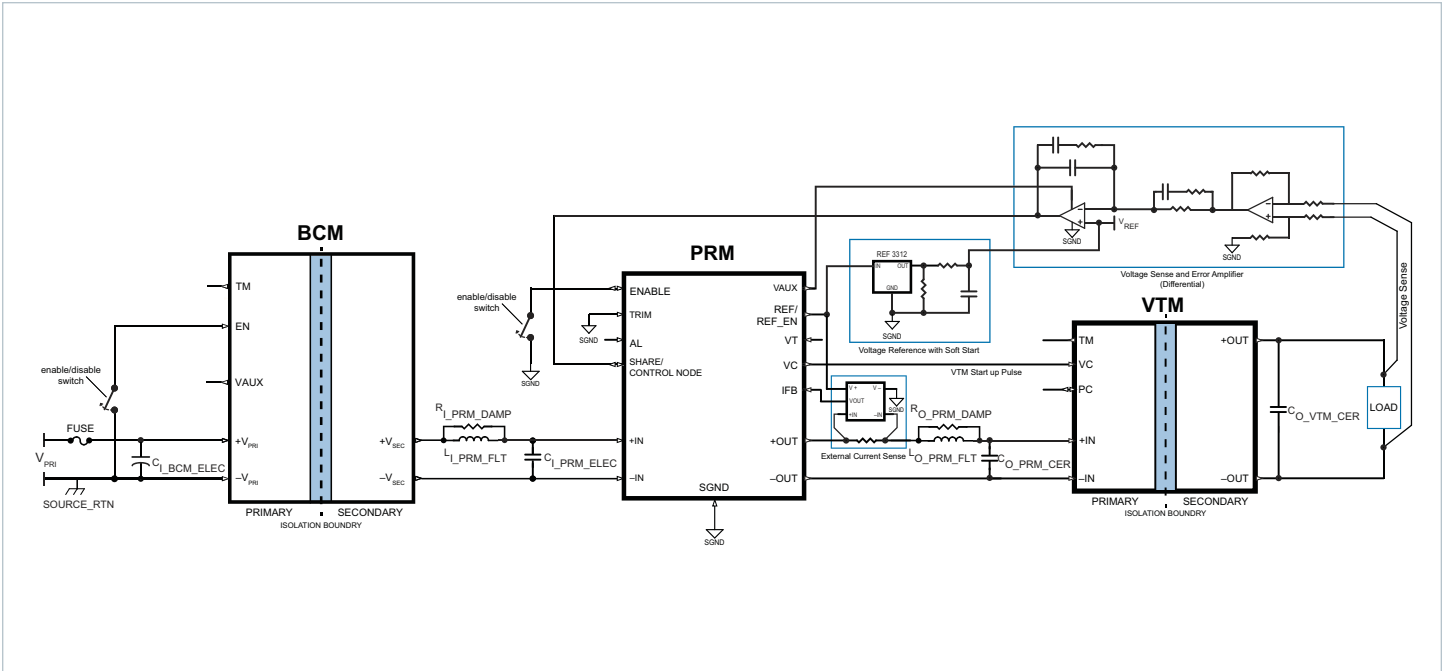 BCM
TM
EN
VAUX
+VPRI
–VPRI
+VSEC
–VSEC
PRIMARY
SECONDARY
ISOLATION BOUNDRY
enable/disable
switch
FUSE
VPRI
CI_BCM_ELEC
SOURCE_RTN
RI_PRM_DAMP
LI_PRM_FLT
CI_PRM_ELEC
enable/disable
switch
SGND
PRM
ENABLE
TRIM
SGND
AL
SHARE/
CONTROL NODE
+IN
–IN
SGND
SGND
VAUX
REF/
REF_EN
VT
VC
IFB
+OUT
–OUT
REF 3312
IN
OUT
GND
SGND
Voltage Reference with Soft Start
V +
V –
VOUT
+IN
–IN
SGND
External Current Sense
VTM Start up Pulse
RO_PRM_DAMP
LO_PRM_FLT
CO_PRM_CER
–
+
SGND
VREF
–
+
SGND
Voltage Sense and Error Amplifier
(Differential)
Voltage Sense
VTM
TM
VC
PC
+IN
–IN
+OUT
–OUT
PRIMARY
SECONDARY
ISOLATION BOUNDRY
CO_VTM_CER
LOAD